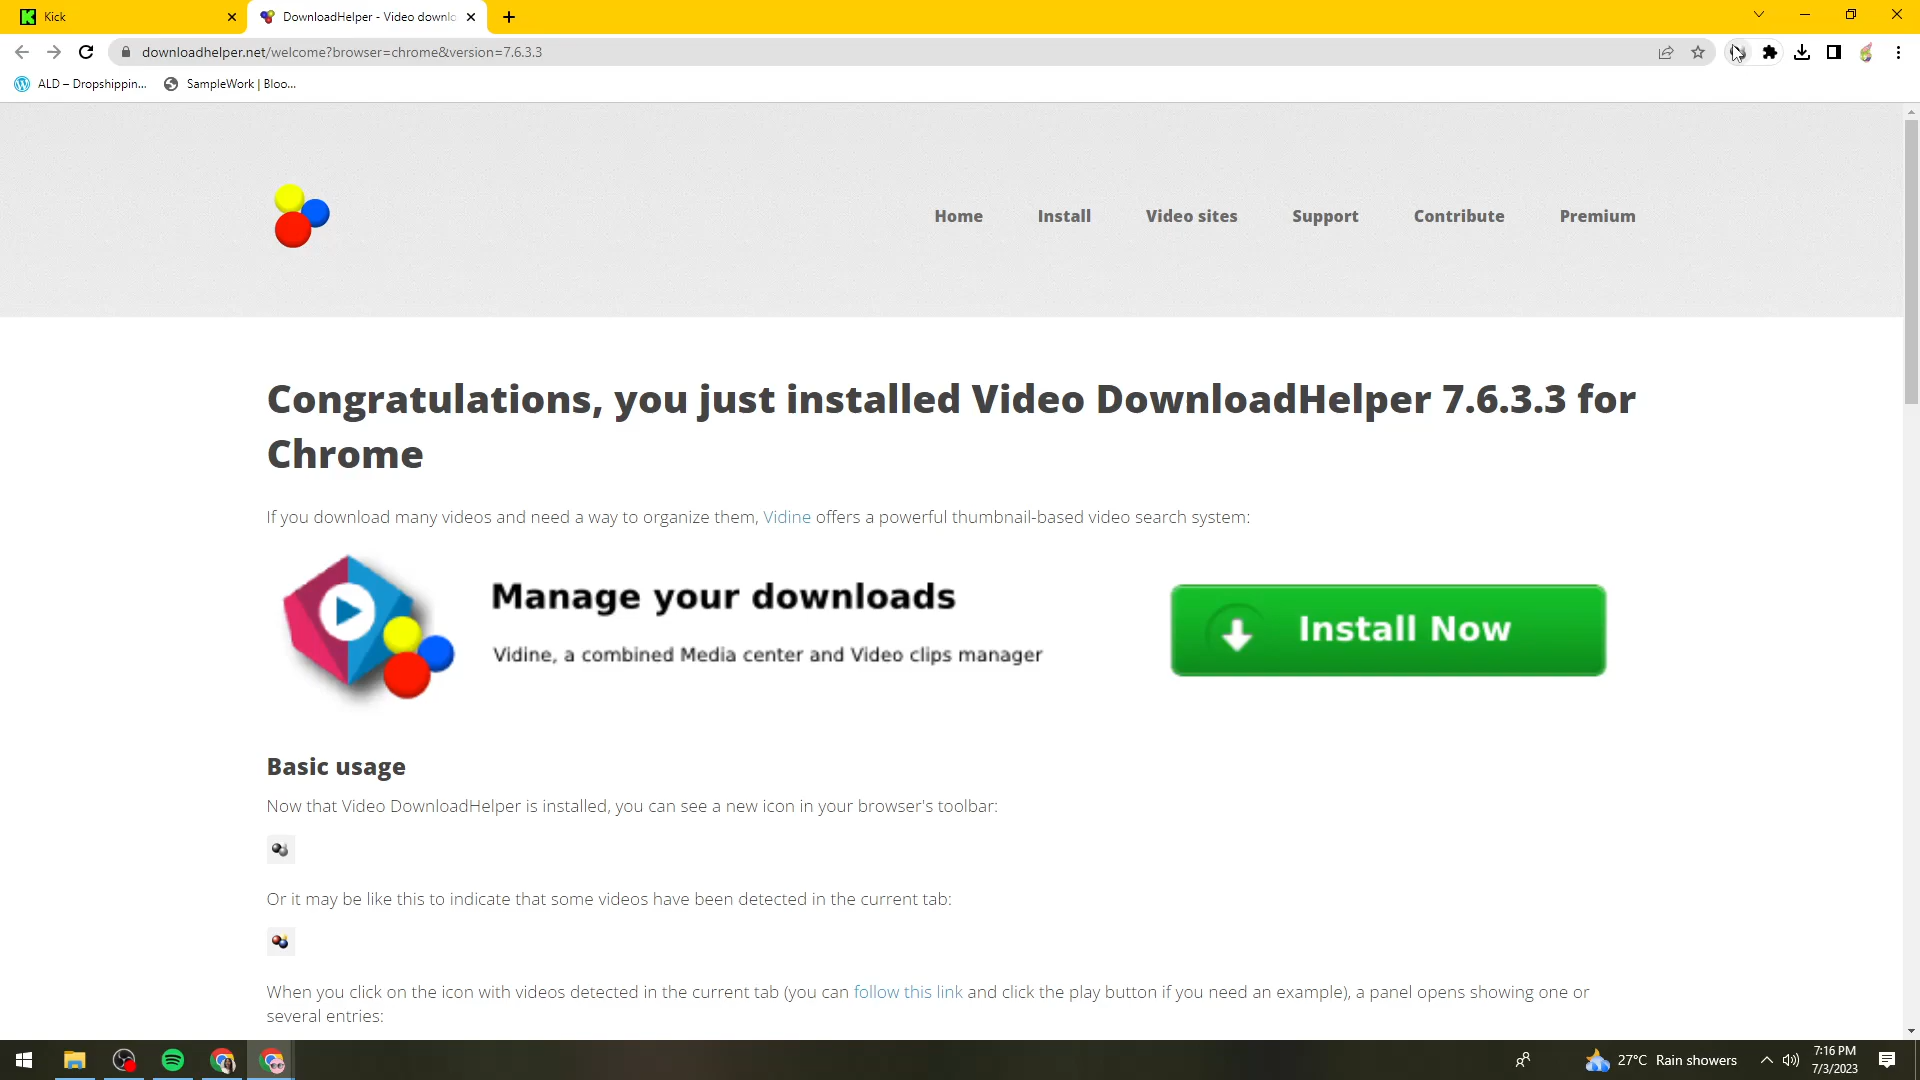 Kick
DownloadHelper - Video downlo
downloadhelper.net/welcome?browser=chrome&version=7.6.3.3
ALD – Dropshippin...
SampleWork | Bloo...
Home
Install
Video sites
Support
Contribute
Premium
Congratulations, you just installed Video DownloadHelper 7.6.3.3 for
Chrome
If you download many videos and need a way to organize them, Vidine offers a powerful thumbnail-based video search system:
Manage your downloads
Vidine, a combined Media center and Video clips manager
Install Now
Basic usage
Now that Video DownloadHelper is installed, you can see a new icon in your browser's toolbar:
Or it may be like this to indicate that some videos have been detected in the current tab:
When you click on the icon with videos detected in the current tab (you can follow this link and click the play button if you need an example), a panel opens showing one or
several entries:
27°C Rain showers
7:16 PM
7/3/2023